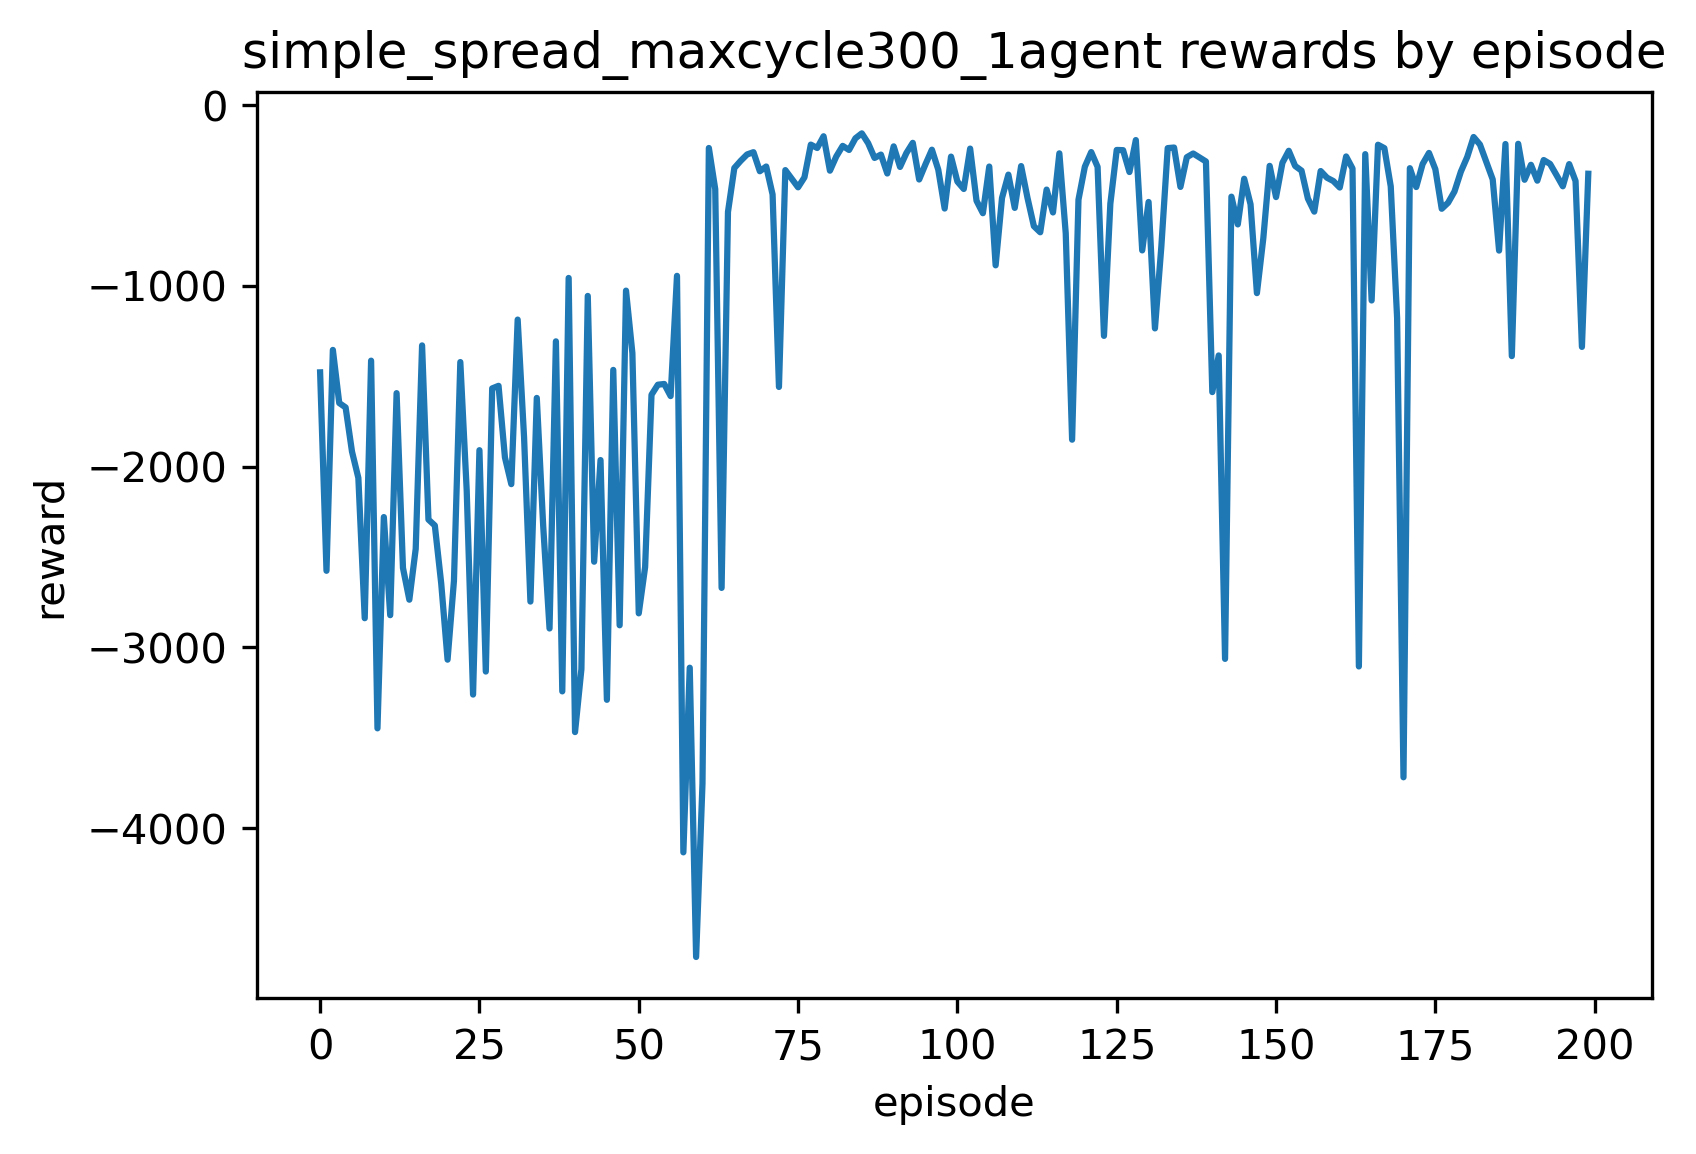 simple_spread_maxcycle300_1agent rewards by episode
0
−1000
−2000
−3000
−4000
reward
0 25 50 75 100 125 150 175 200
episode